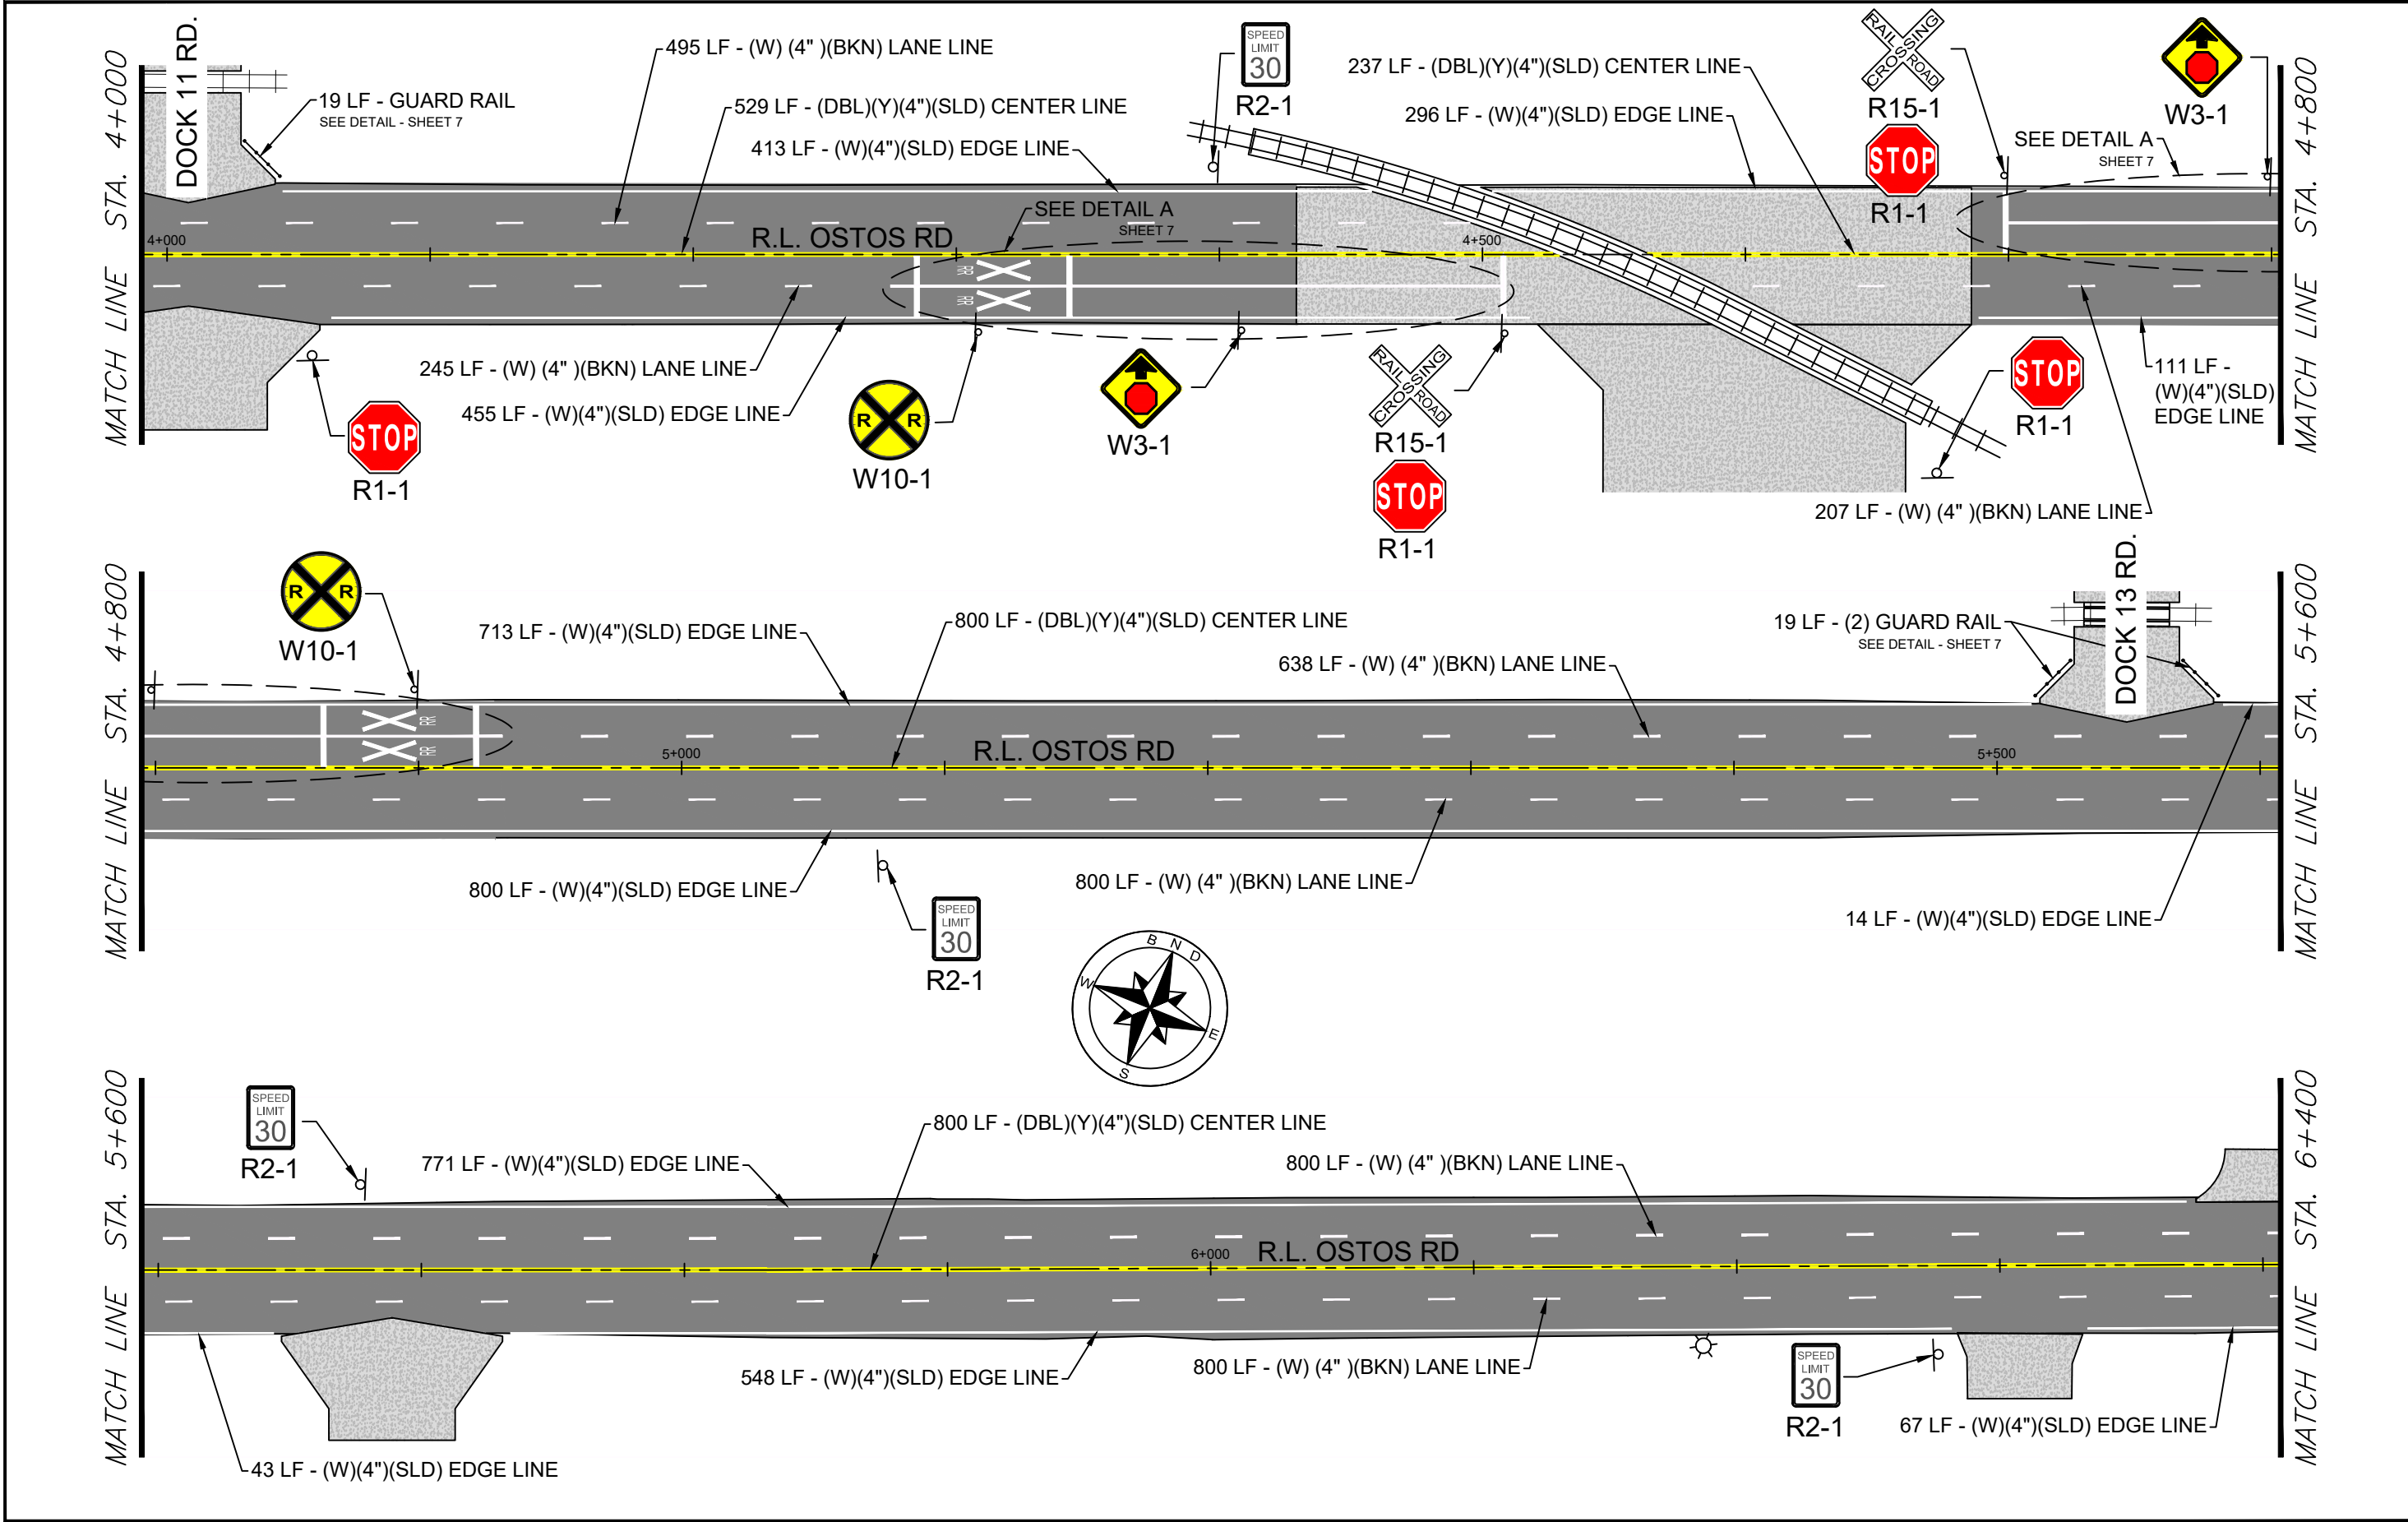 MATCH LINE STA. 4+000
DOCK 11 RD.
19 LF - GUARD RAIL
SEE DETAIL - SHEET 7
495 LF - (W) (4" )(BKN) LANE LINE
529 LF - (DBL)(Y)(4")(SLD) CENTER LINE
413 LF - (W)(4")(SLD) EDGE LINE
SPEED
LIMIT
30
R2-1
237 LF - (DBL)(Y)(4")(SLD) CENTER LINE
296 LF - (W)(4")(SLD) EDGE LINE
RAIL ROAD
CROSSING
R15-1
STOP
R1-1
W3-1
SEE DETAIL A
SHEET 7
MATCH LINE STA. 4+800
4+000
R.L. OSTOS RD
SEE DETAIL A
SHEET 7
4+500
RR
RR
245 LF - (W) (4" )(BKN) LANE LINE
455 LF - (W)(4")(SLD) EDGE LINE
STOP
R1-1
R R
W10-1
W3-1
RAIL ROAD
CROSSING
R15-1
STOP
R1-1
STOP
R1-1
111 LF -
(W)(4")(SLD)
EDGE LINE
207 LF - (W) (4" )(BKN) LANE LINE
MATCH LINE STA. 4+800
R R
W10-1
713 LF - (W)(4")(SLD) EDGE LINE
800 LF - (DBL)(Y)(4")(SLD) CENTER LINE
638 LF - (W) (4" )(BKN) LANE LINE
19 LF - (2) GUARD RAIL
SEE DETAIL - SHEET 7
DOCK 13 RD.
MATCH LINE STA. 5+600
RR
RR
5+000
R.L. OSTOS RD
5+500
800 LF - (W)(4")(SLD) EDGE LINE
SPEED
LIMIT
30
R2-1
800 LF - (W) (4" )(BKN) LANE LINE
14 LF - (W)(4")(SLD) EDGE LINE
B N D
W
E
S
MATCH LINE STA. 5+600
SPEED
LIMIT
30
R2-1
771 LF - (W)(4")(SLD) EDGE LINE
800 LF - (DBL)(Y)(4")(SLD) CENTER LINE
800 LF - (W) (4" )(BKN) LANE LINE
MATCH LINE STA. 6+400
6+000
R.L. OSTOS RD
548 LF - (W)(4")(SLD) EDGE LINE
800 LF - (W) (4" )(BKN) LANE LINE
SPEED
LIMIT
30
R2-1
67 LF - (W)(4")(SLD) EDGE LINE
43 LF - (W)(4")(SLD) EDGE LINE